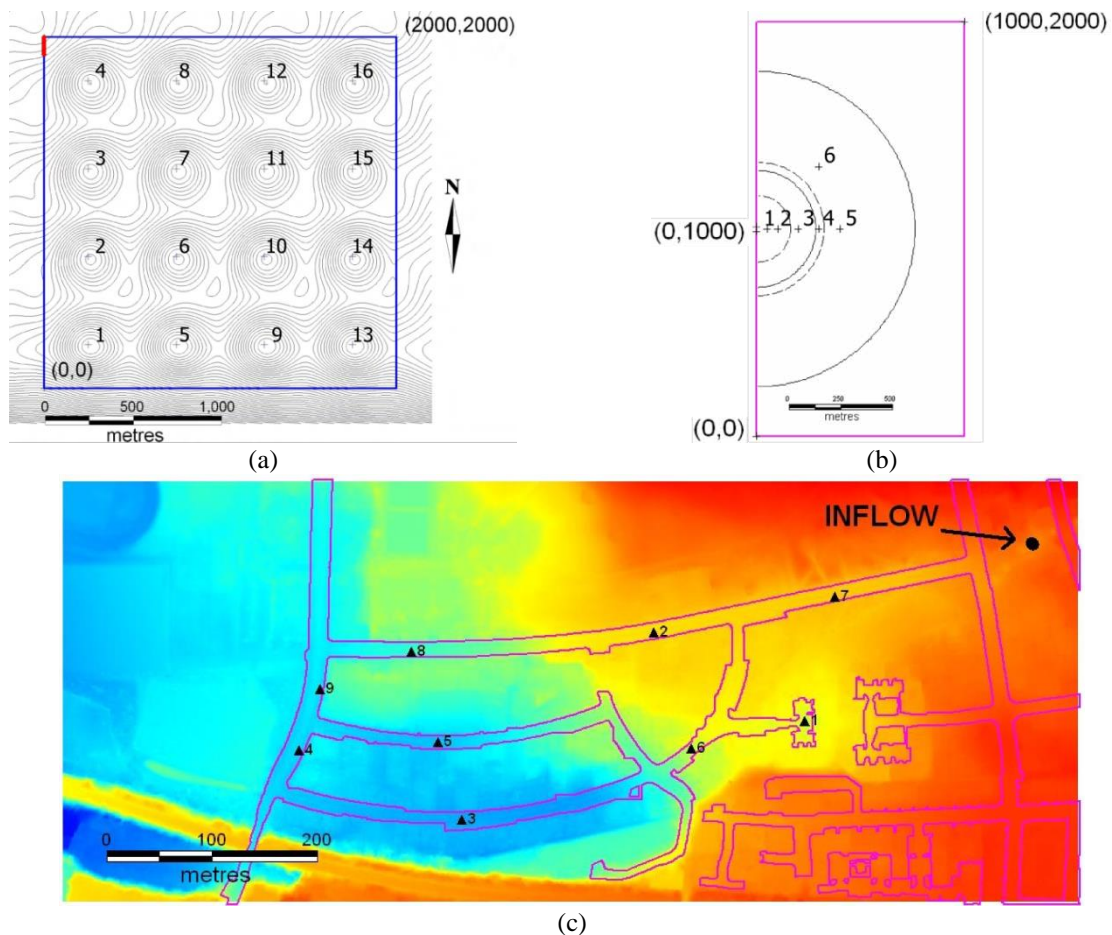 (2000,2000)
4 8 12 16
3 7 11 15
2 6 10 14
1 5 9 13
(0,0)
0 500 1,000
metres
N
(a)
(1000,2000)
6
(0,1000) 1 2 3 4 5
0 250 500
metres
(0,0)
(b)
INFLOW
7
2
8
9
1
5
4
6
3
0 100 200
metres
(c)